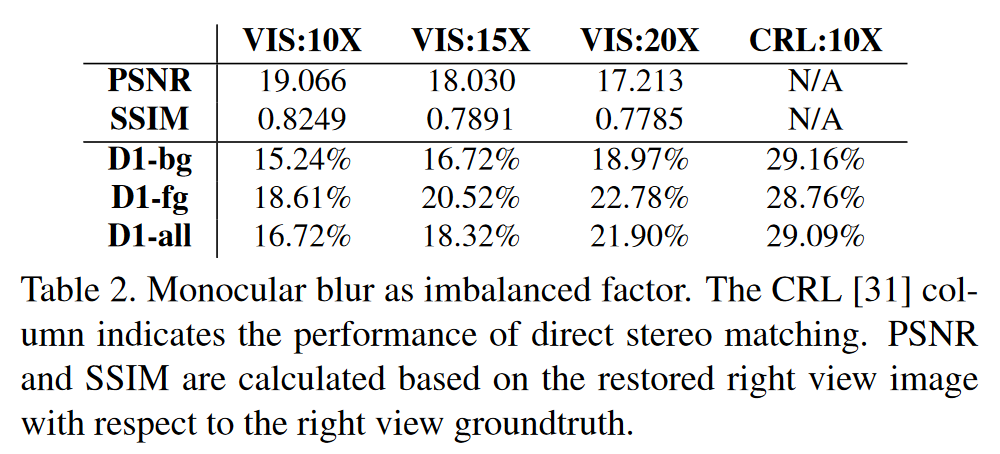 VIS:10X VIS:15X VIS:20X CRL:10X
PSNR 19.066 18.030 17.213 N/A
SSIM 0.8249 0.7891 0.7785 N/A
D1-bg 15.24% 16.72% 18.97% 29.16%
D1-fg 18.61% 20.52% 22.78% 28.76%
D1-all 16.72% 18.32% 21.90% 29.09%
Table 2. Monocular blur as imbalanced factor. The CRL [31] col-
umn indicates the performance of direct stereo matching. PSNR
and SSIM are calculated based on the restored right view image
with respect to the right view groundtruth.